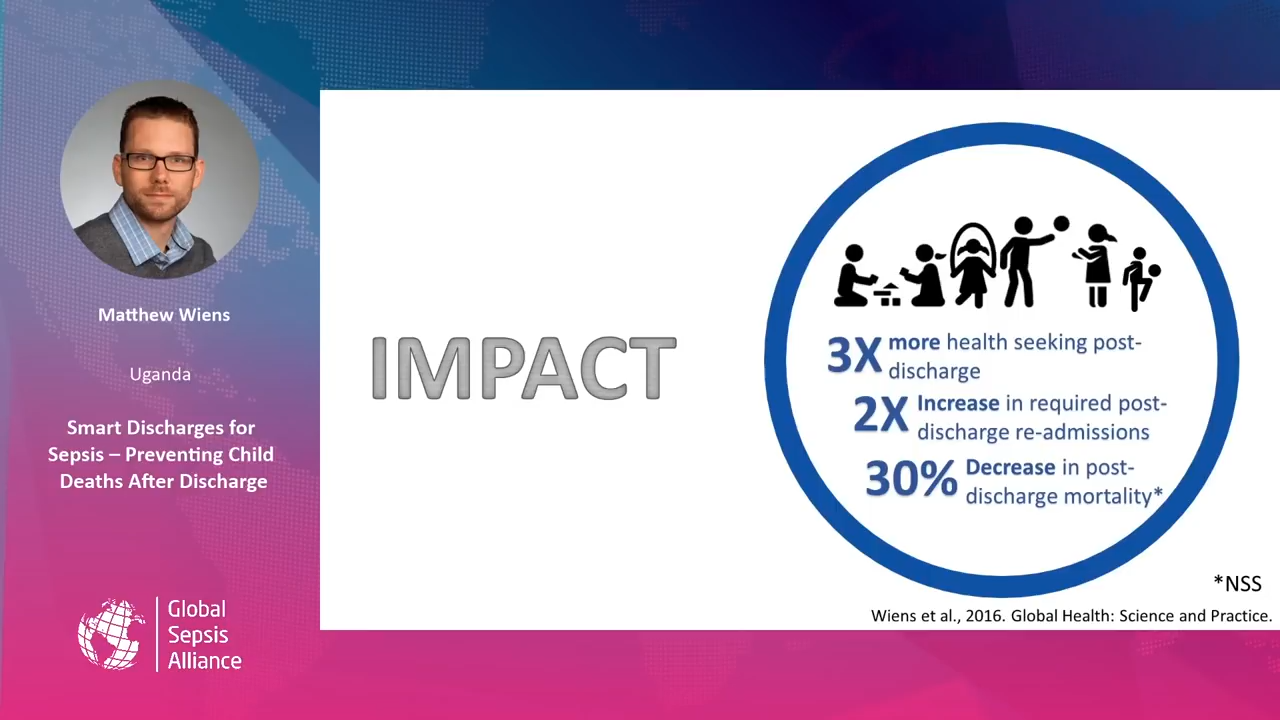 Matthew Wiens
Uganda
Smart Discharges for
Sepsis – Preventing Child
Deaths After Discharge
Global
Sepsis
Alliance
IMPACT
3X more health seeking post-
discharge
2X Increase in required post-
discharge re-admissions
30% Decrease in post-
discharge mortality*
*NSS
Wiens et al., 2016. Global Health: Science and Practice.